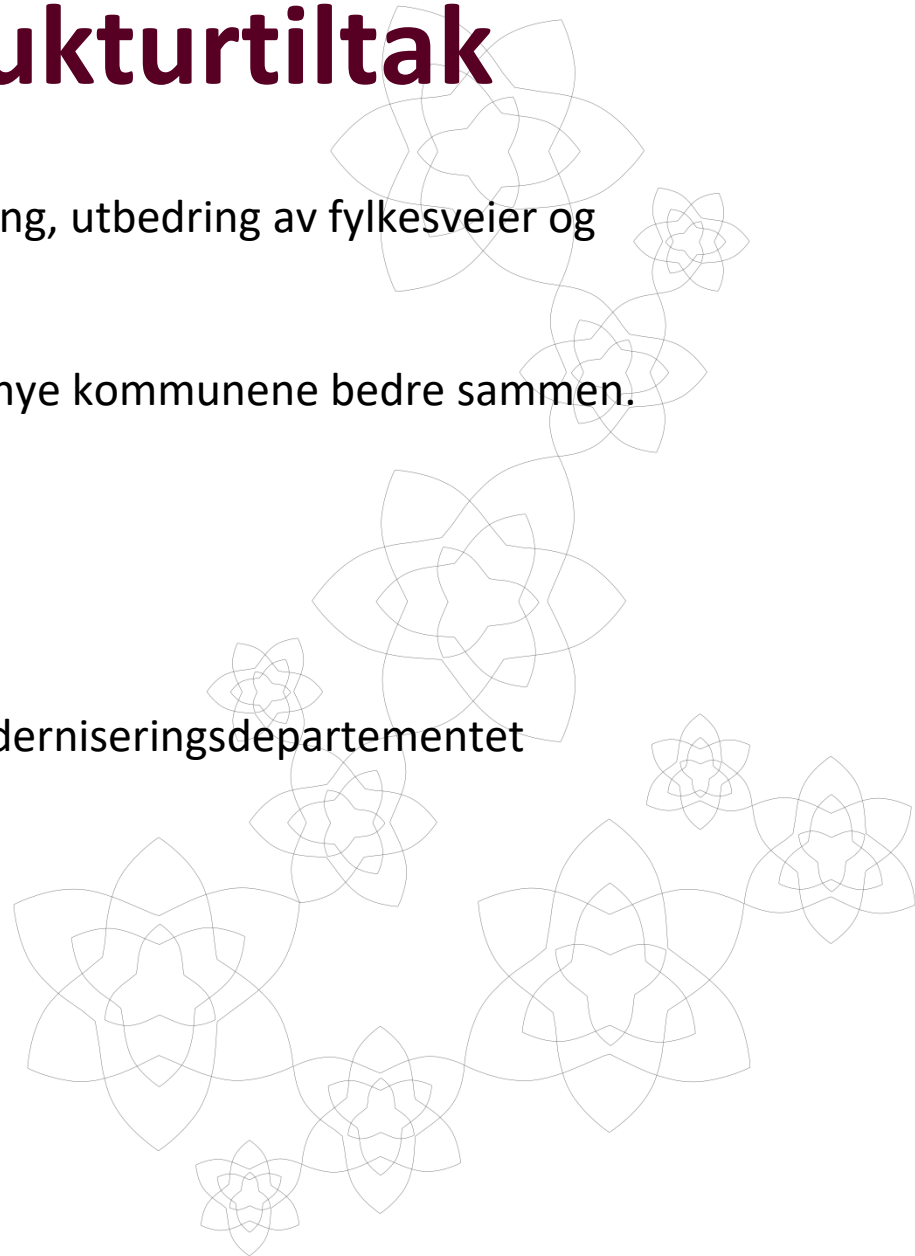 ukturtiltak
ng, utbedring av fylkesveier og
nye kommunene bedre sammen.
derniseringsdepartementet